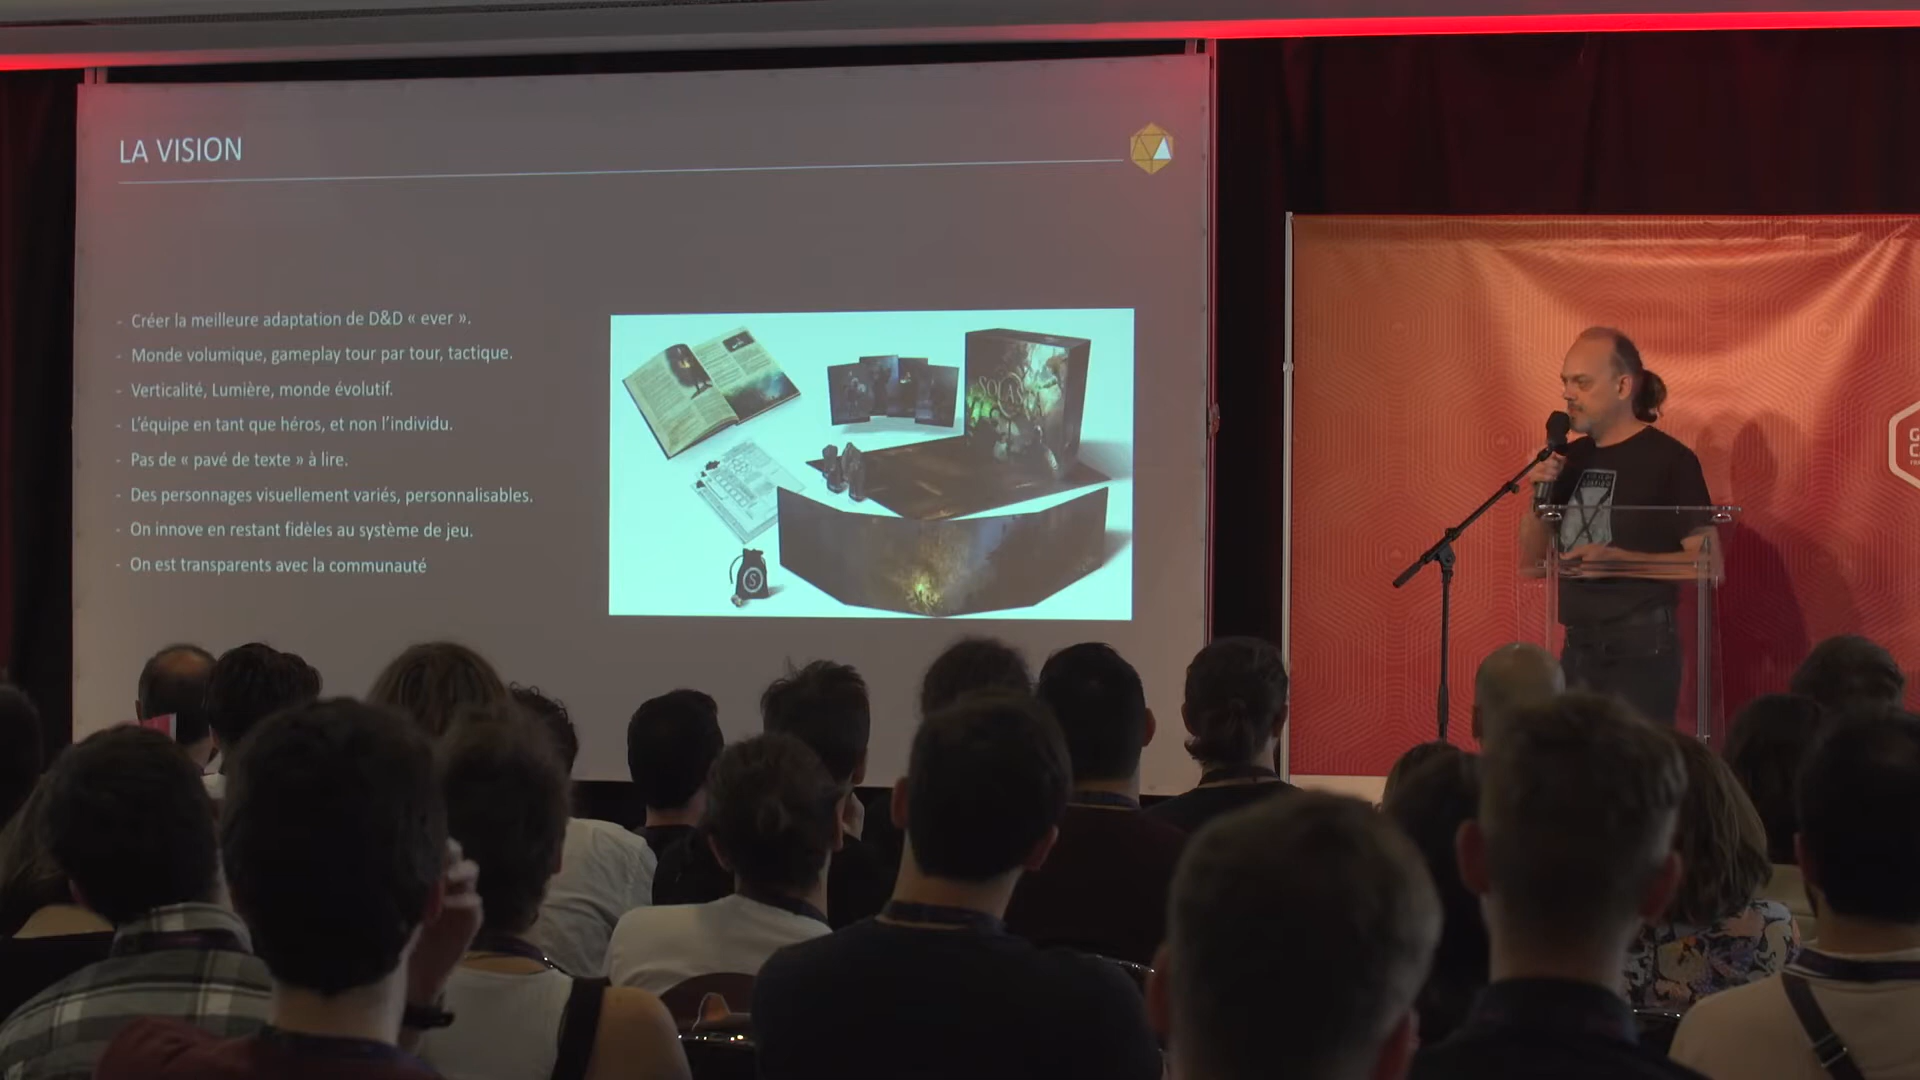 LA VISION
- Créer la meilleure adaptation de D&D « ever ».
- Monde volumique, gameplay tour par tour, tactique.
- Verticalité, Lumière, monde évolutif.
- L'équipe en tant que héros, et non l'individu.
- Pas de « pavé de texte » à lire.
- Des personnages visuellement variés, personnalisables.
- On innove en restant fidèles au système de jeu.
- On est transparents avec la communauté
SOLAS
S